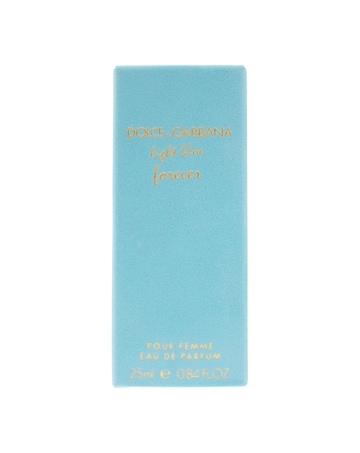 DOLCE & GABBANA
light blue
forever
POUR FEMME
EAU DE PARFUM
25ml ℮ 0.84 FL.OZ.